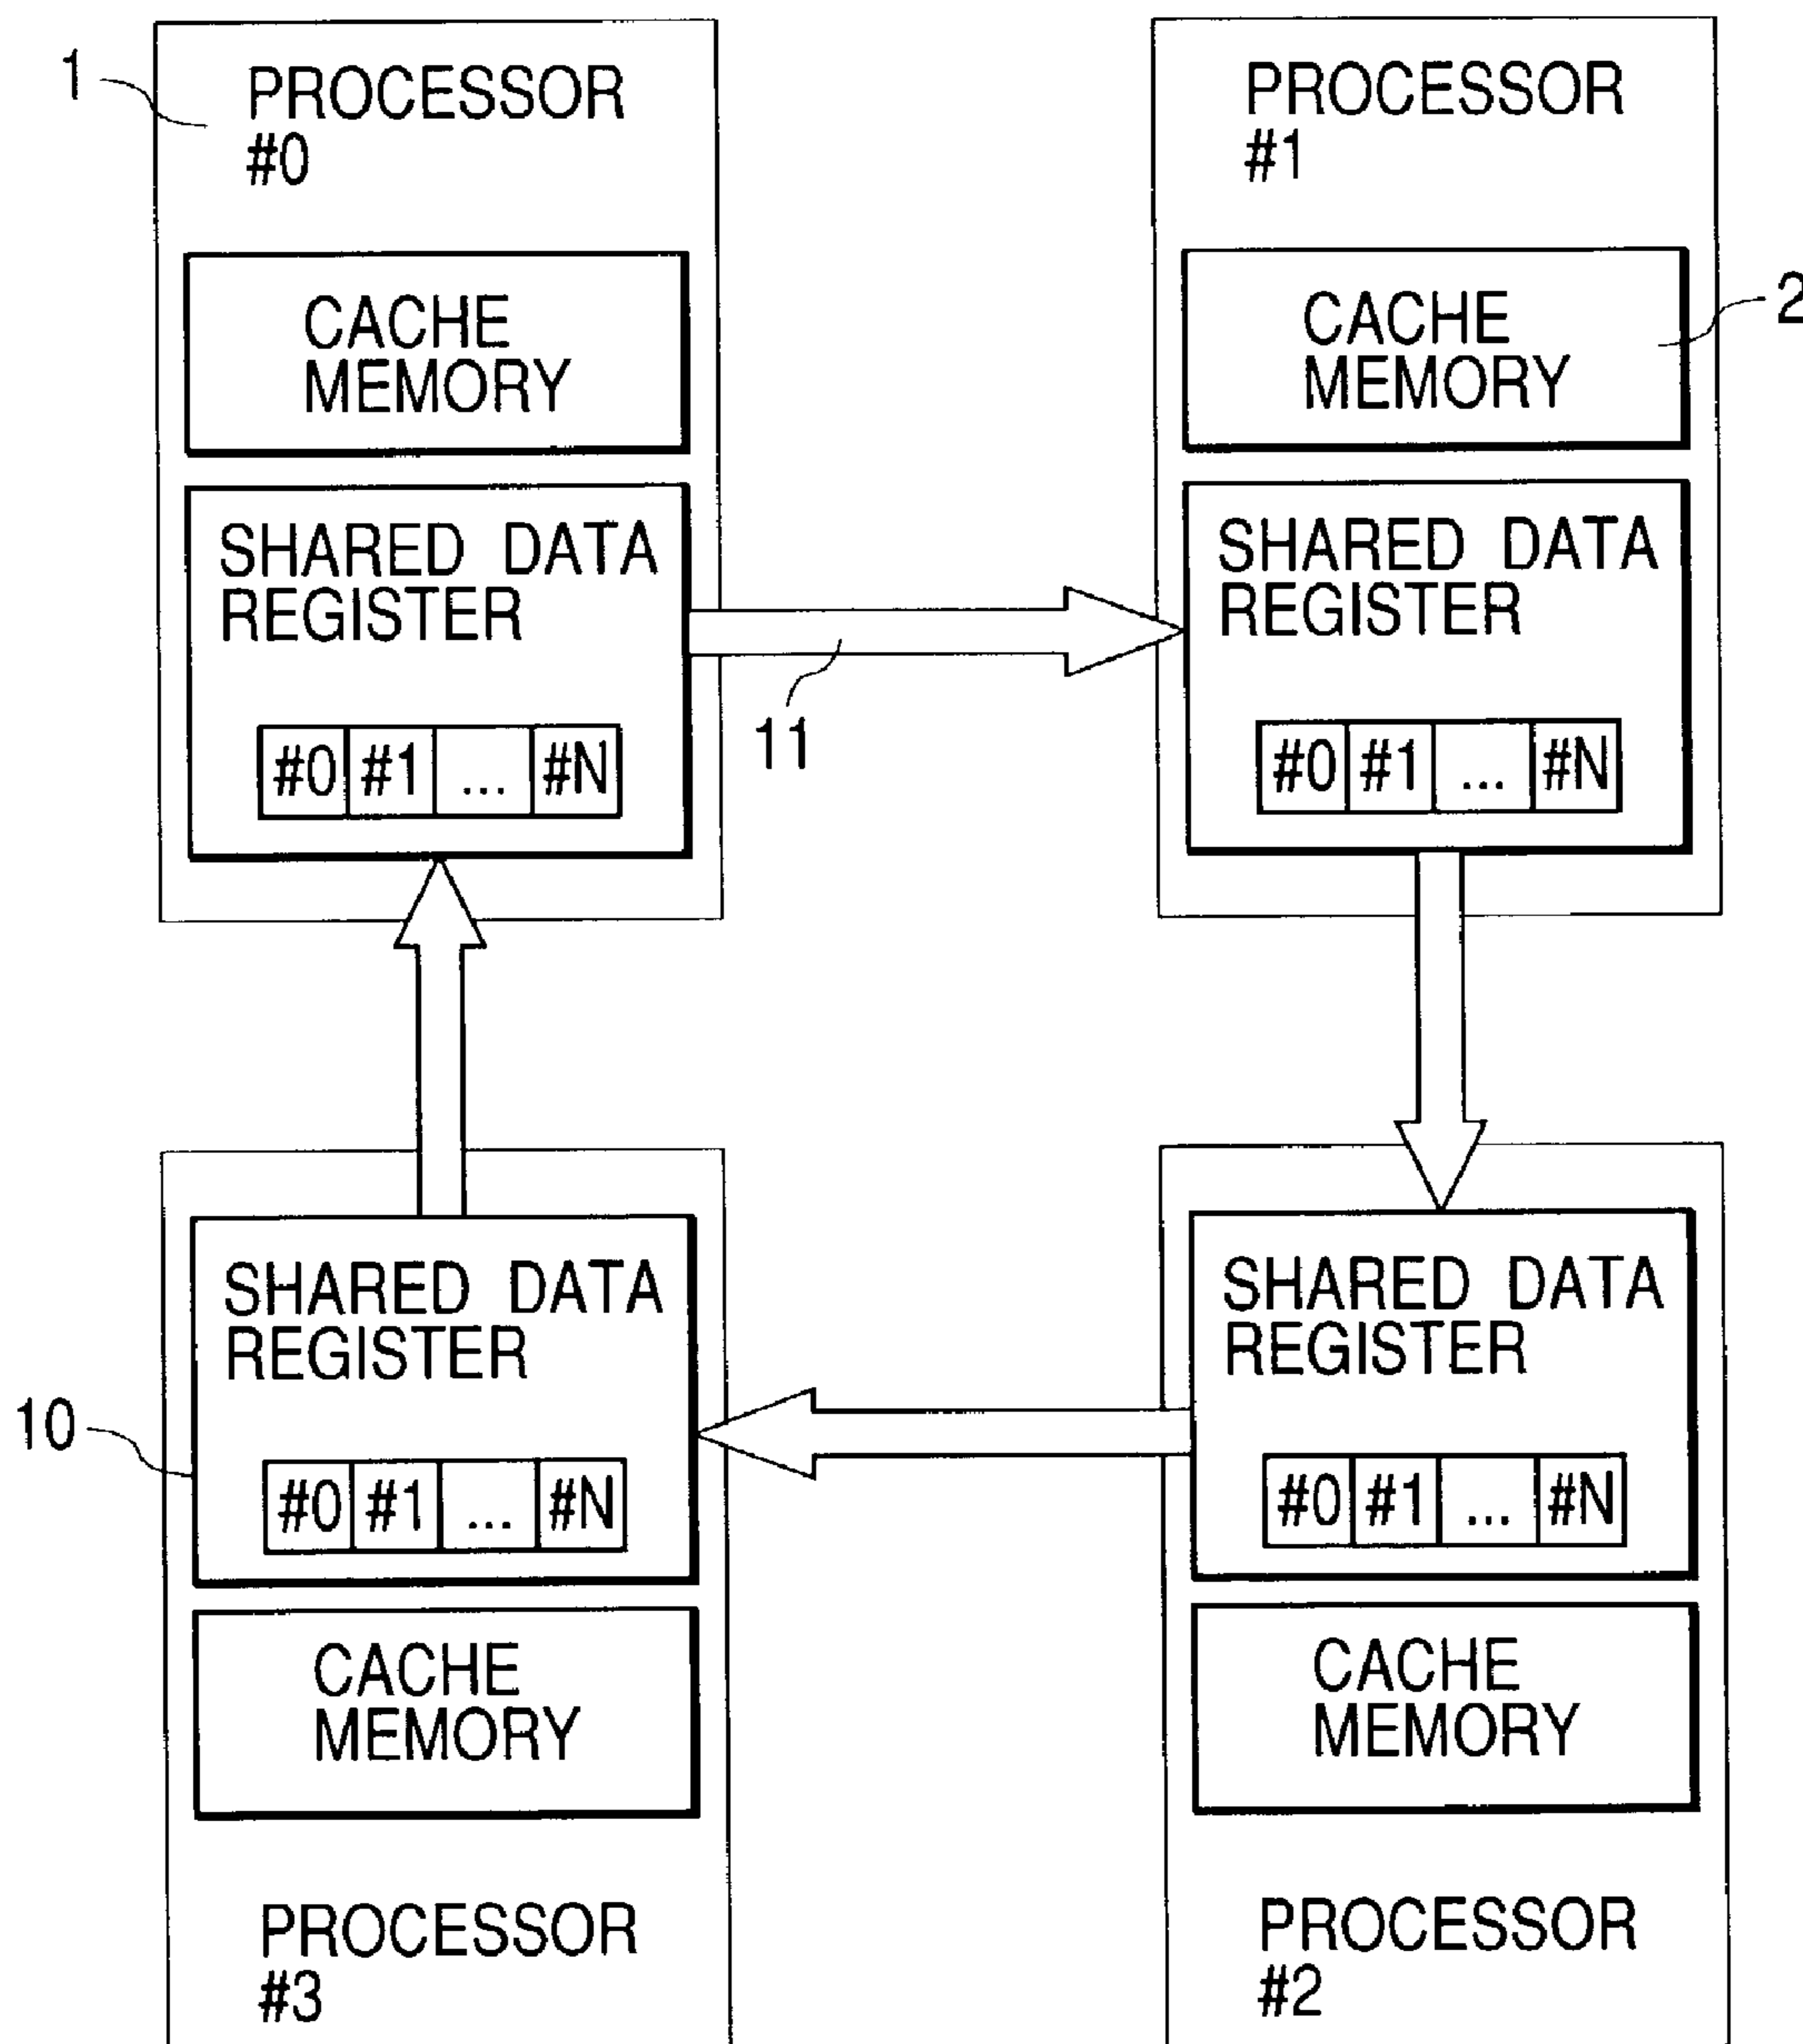 1
PROCESSOR
#0
CACHE
MEMORY
SHARED DATA
REGISTER
#0 #1 ... #N
PROCESSOR
#1
CACHE
MEMORY
2
SHARED DATA
REGISTER
#0 #1 ... #N
11
10
SHARED DATA
REGISTER
#0 #1 ... #N
CACHE
MEMORY
PROCESSOR
#3
SHARED DATA
REGISTER
#0 #1 ... #N
CACHE
MEMORY
PROCESSOR
#2